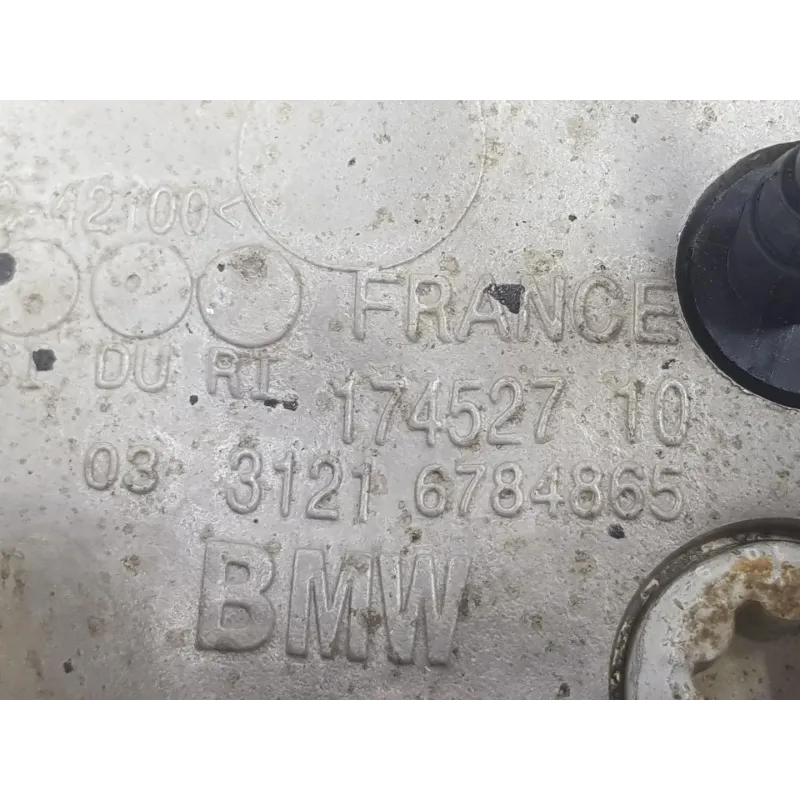 -42100<
FRANCE
DU RI
174527 10
03 3121 6784865
BMW